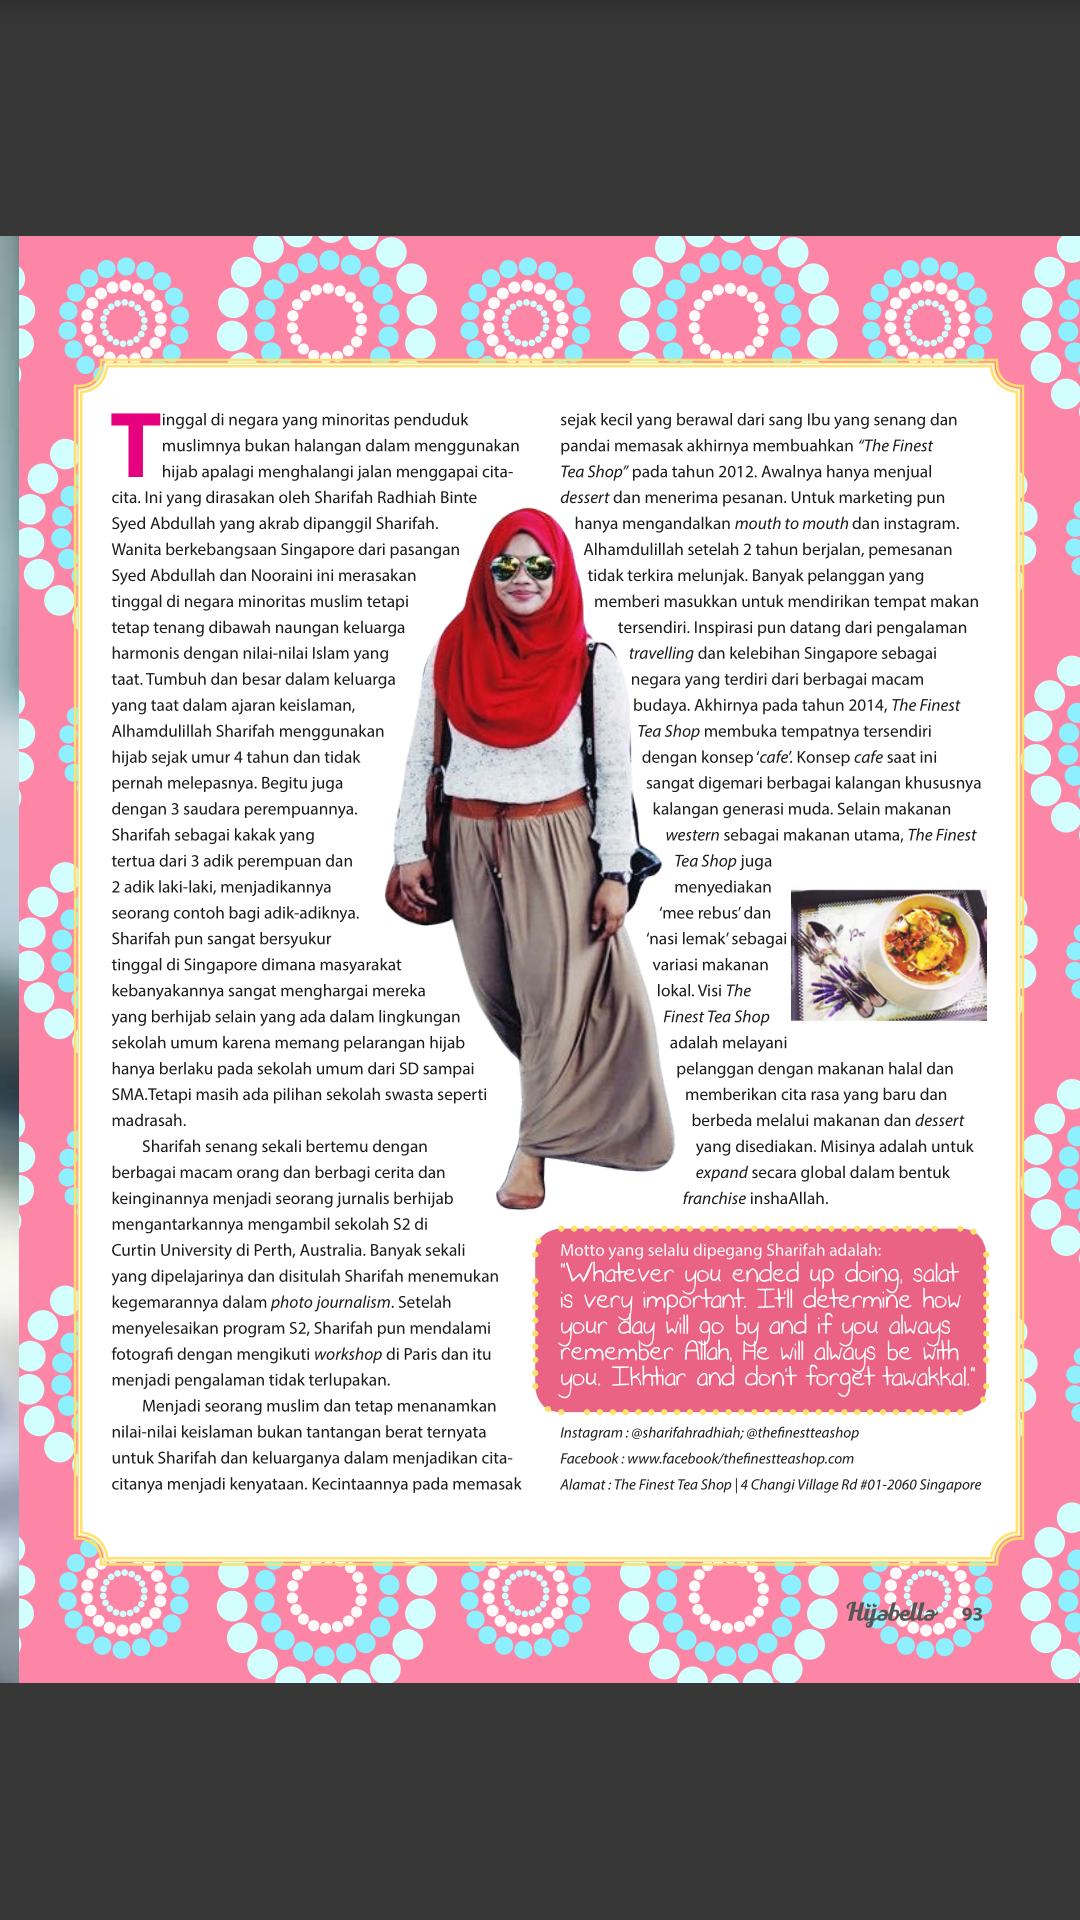 Tinggal di negara yang minoritas penduduk
muslimnya bukan halangan dalam menggunakan
hijab apalagi menghalangi jalan menggapai cita-
cita. Ini yang dirasakan oleh Sharifah Radhiah Binte
Syed Abdullah yang akrab dipanggil Sharifah.
Wanita berkebangsaan Singapore dari pasangan
Syed Abdullah dan Nooraini ini merasakan
tinggal di negara minoritas muslim tetapi
tetap tenang dibawah naungan keluarga
harmonis dengan nilai-nilai Islam yang
taat. Tumbuh dan besar dalam keluarga
yang taat dalam ajaran keislaman,
Alhamdulillah Sharifah menggunakan
hijab sejak umur 4 tahun dan tidak
pernah melepasnya. Begitu juga
dengan 3 saudara perempuannya.
Sharifah sebagai kakak yang
tertua dari 3 adik perempuan dan
2 adik laki-laki, menjadikannya
seorang contoh bagi adik-adiknya.
Sharifah pun sangat bersyukur
tinggal di Singapore dimana masyarakat
kebanyakannya sangat menghargai mereka
yang berhijab selain yang ada dalam lingkungan
sekolah umum karena memang pelarangan hijab
hanya berlaku pada sekolah umum dari SD sampai
SMA.Tetapi masih ada pilihan sekolah swasta seperti
madrasah.
Sharifah senang sekali bertemu dengan
berbagai macam orang dan berbagi cerita dan
keinginannya menjadi seorang jurnalis berhijab
mengantarkannya mengambil sekolah S2 di
Curtin University di Perth, Australia. Banyak sekali
yang dipelajarinya dan disitulah Sharifah menemukan
kegemarannya dalam photo journalism. Setelah
menyelesaikan program S2, Sharifah pun mendalami
fotografi dengan mengikuti workshop di Paris dan itu
menjadi pengalaman tidak terlupakan.
Menjadi seorang muslim dan tetap menanamkan
nilai-nilai keislaman bukan tantangan berat ternyata
untuk Sharifah dan keluarganya dalam menjadikan cita-
citanya menjadi kenyataan. Kecintaannya pada memasak
sejak kecil yang berawal dari sang Ibu yang senang dan
pandai memasak akhirnya membuahkan “The Finest
Tea Shop” pada tahun 2012. Awalnya hanya menjual
dessert dan menerima pesanan. Untuk marketing pun
hanya mengandalkan mouth to mouth dan instagram.
Alhamdulillah setelah 2 tahun berjalan, pemesanan
tidak terkira melunjak. Banyak pelanggan yang
memberi masukkan untuk mendirikan tempat makan
tersendiri. Inspirasi pun datang dari pengalaman
travelling dan kelebihan Singapore sebagai
negara yang terdiri dari berbagai macam
budaya. Akhirnya pada tahun 2014, The Finest
Tea Shop membuka tempatnya tersendiri
dengan konsep ‘cafe’. Konsep cafe saat ini
sangat digemari berbagai kalangan khususnya
kalangan generasi muda. Selain makanan
western sebagai makanan utama, The Finest
Tea Shop juga
menyediakan
‘mee rebus’ dan
‘nasi lemak’ sebagai
variasi makanan
lokal. Visi The
Finest Tea Shop
adalah melayani
pelanggan dengan makanan halal dan
memberikan cita rasa yang baru dan
berbeda melalui makanan dan dessert
yang disediakan. Misinya adalah untuk
expand secara global dalam bentuk
franchise inshaAllah.
Motto yang selalu dipegang Sharifah adalah:
"Whatever you ended up doing, salat
is very important. It'll determine how
your day will go by and if you always
remember Allah, He will always be with
you. Ikhtiar and don't forget tawakkal."
Instagram : @sharifahradhiah; @thefinestteashop
Facebook : www.facebook/thefinestteashop.com
Alamat : The Finest Tea Shop | 4 Changi Village Rd #01-2060 Singapore
Hijabella 93